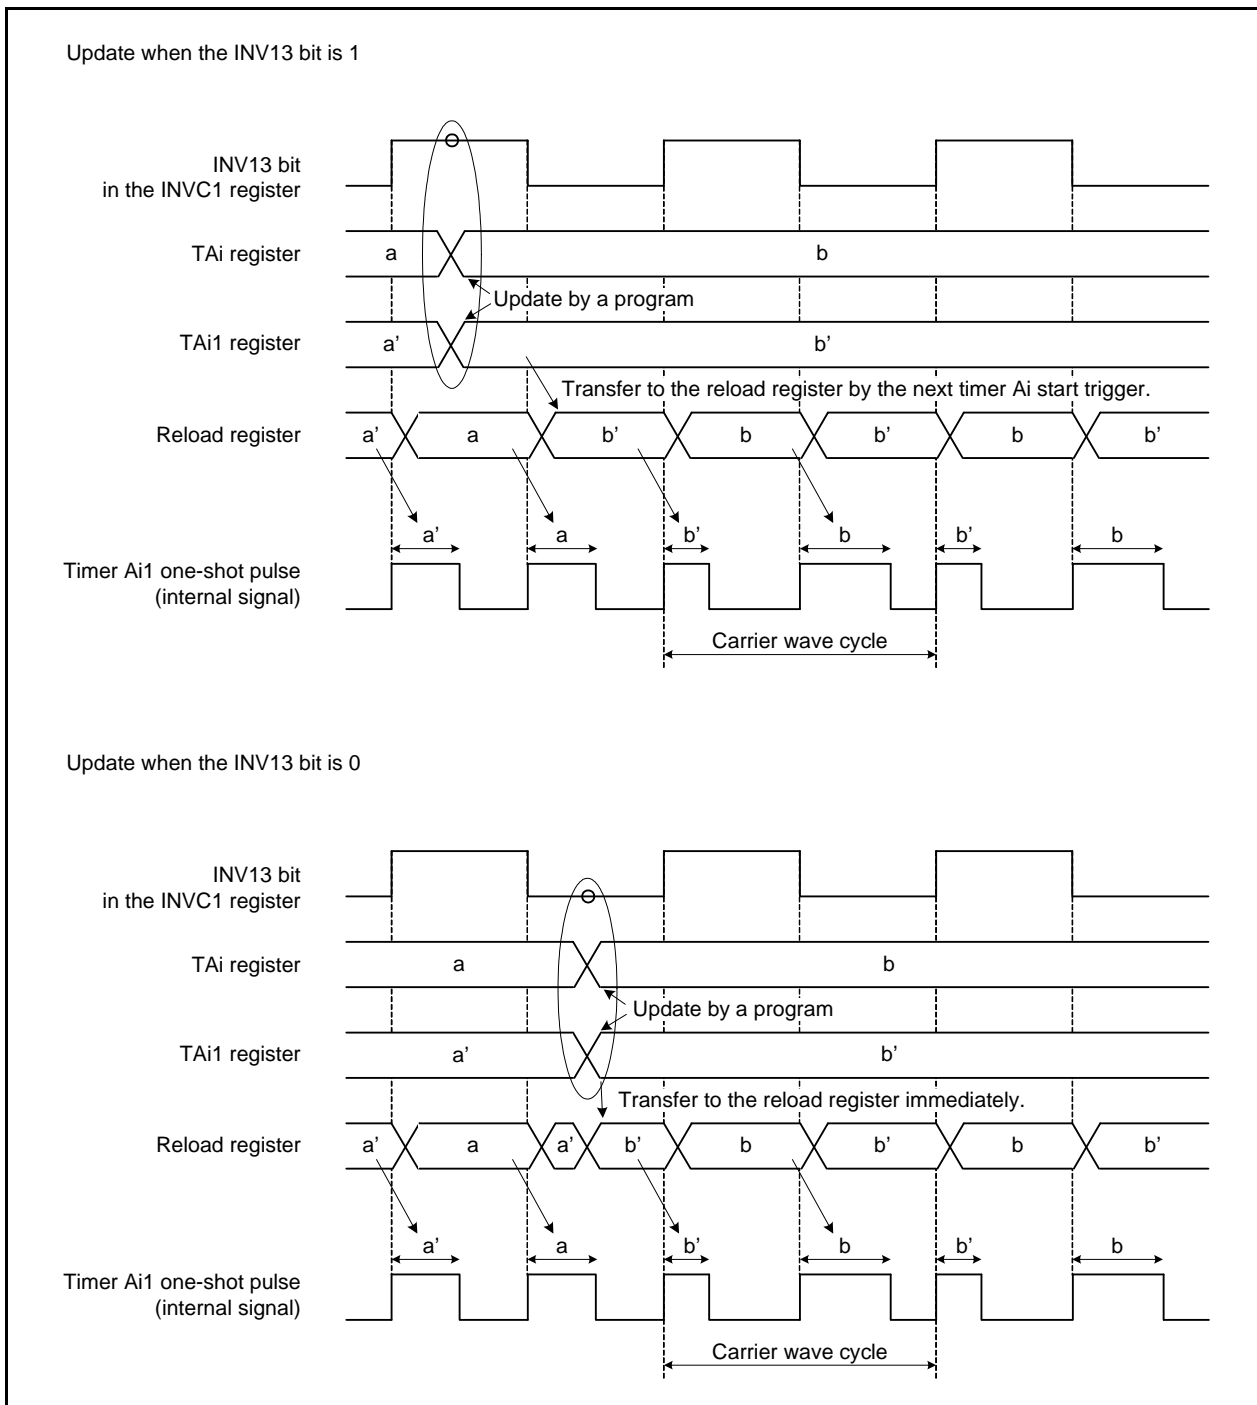 Update when the INV13 bit is 1
INV13 bit
in the INVC1 register
TAi register
a
b
Update by a program
TAi1 register
a’
b’
Transfer to the reload register by the next timer Ai start trigger.
Reload register
a’
a
b’
b
b’
b
b’
a’
a
b’
b
b’
b
Timer Ai1 one-shot pulse
(internal signal)
Carrier wave cycle
Update when the INV13 bit is 0
INV13 bit
in the INVC1 register
TAi register
a
b
Update by a program
TAi1 register
a’
b’
Transfer to the reload register immediately.
Reload register
a’
a
a’
b’
b
b’
b
b’
a’
a
b’
b
b’
b
Timer Ai1 one-shot pulse
(internal signal)
Carrier wave cycle